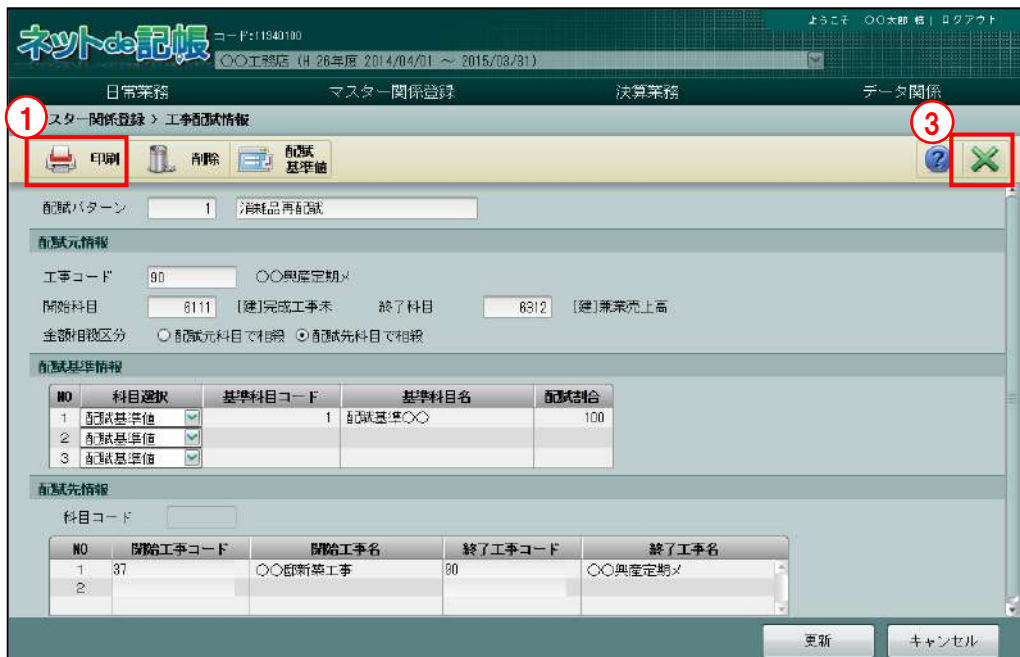 ようこそ 〇〇太郎 様 | ログアウト
ネットde記帳 コード:11940100
〇〇工務店 (H 26年度 2014/04/01 ～ 2015/03/31)
日常業務 マスター関係登録 決算業務 データ関係
① スター関係登録 > 工事配賦情報 ③
印刷 削除 配賦基準値 ?
配賦パターン 1 消耗品再配賦
配賦元情報
工事コード 90 〇〇興産定期メ
開始科目 6111 [建]完成工事未 終了科目 6312 [建]兼業売上高
金額相殺区分 配賦元科目で相殺 配賦先科目で相殺
配賦基準情報
NO 科目選択 基準科目コード 基準科目名 配賦割合
1 配賦基準値 1 配賦基準〇〇 100
2 配賦基準値
3 配賦基準値
配賦先情報
科目コード
NO 開始工事コード 開始工事名 終了工事コード 終了工事名
1 37 〇〇邸新築工事 90 〇〇興産定期メ
2
更新 キャンセル